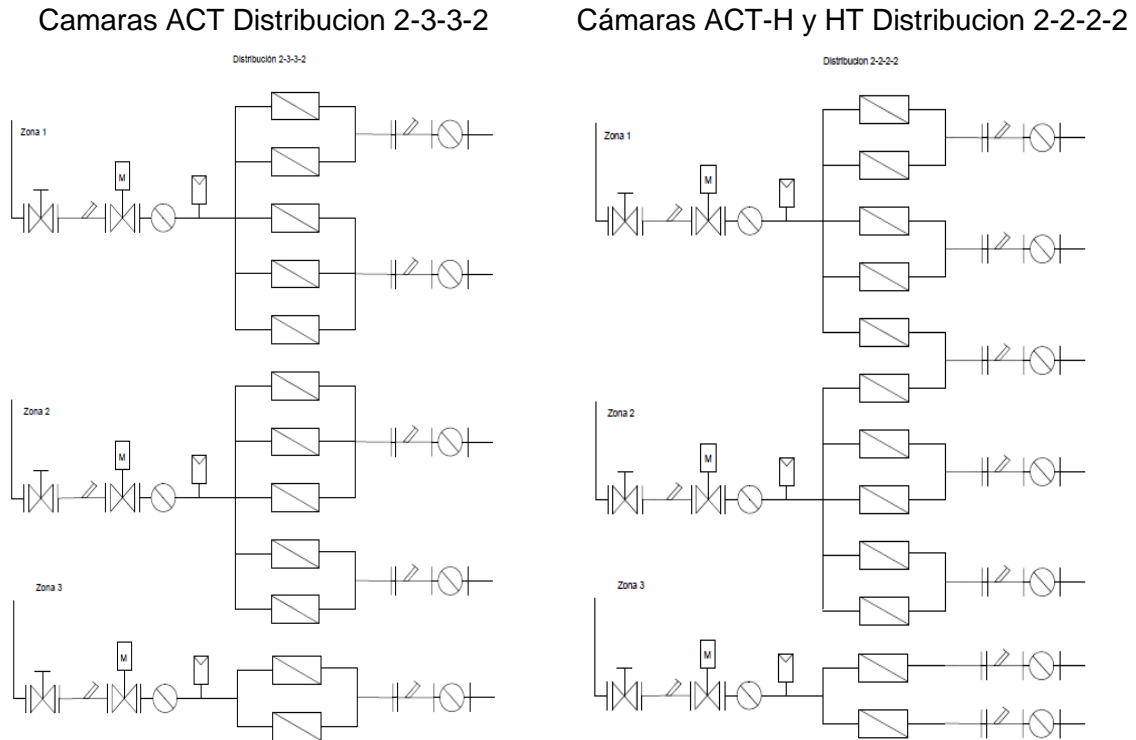 Camaras ACT Distribucion 2-3-3-2
Distribución 2-3-3-2
Zona 1
M
Zona 2
M
Zona 3
M
Cámaras ACT-H y HT Distribucion 2-2-2-2
Distribucion 2-2-2-2
Zona 1
M
Zona 2
M
Zona 3
M